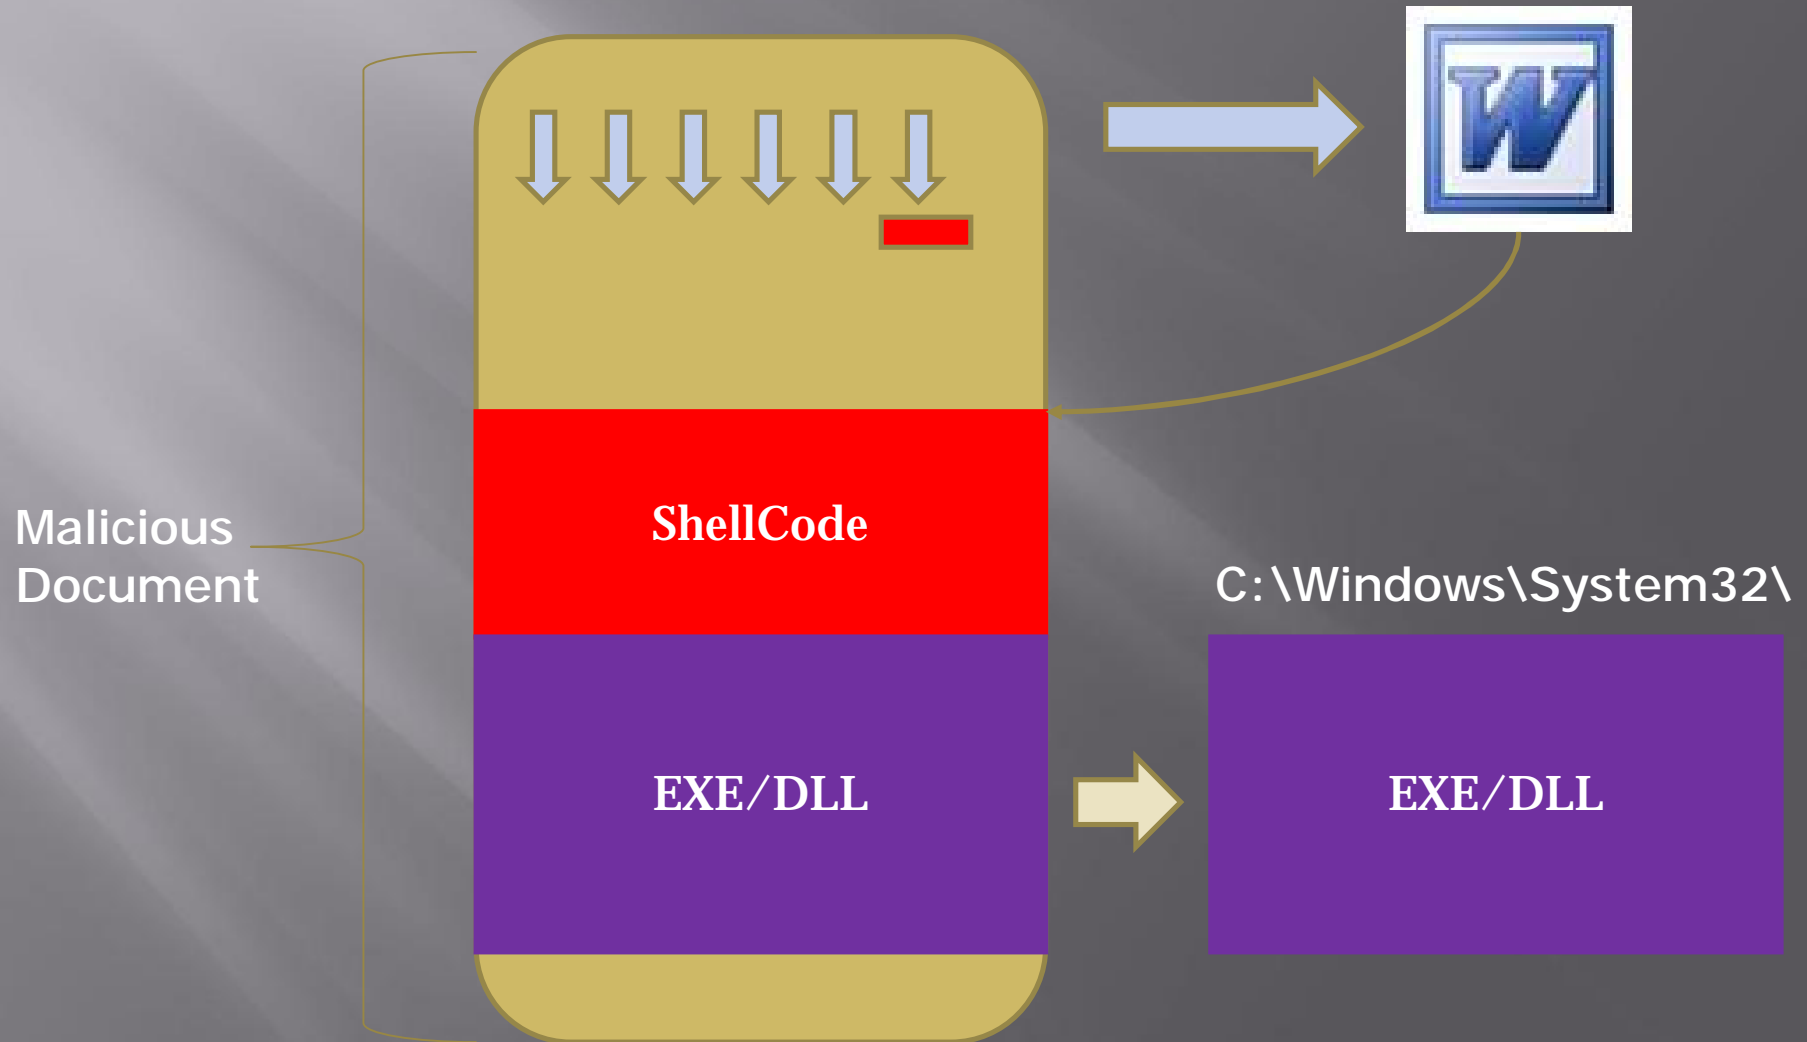 W
ShellCode
Malicious
Document
C:\Windows\System32\
EXE/DLL
EXE/DLL